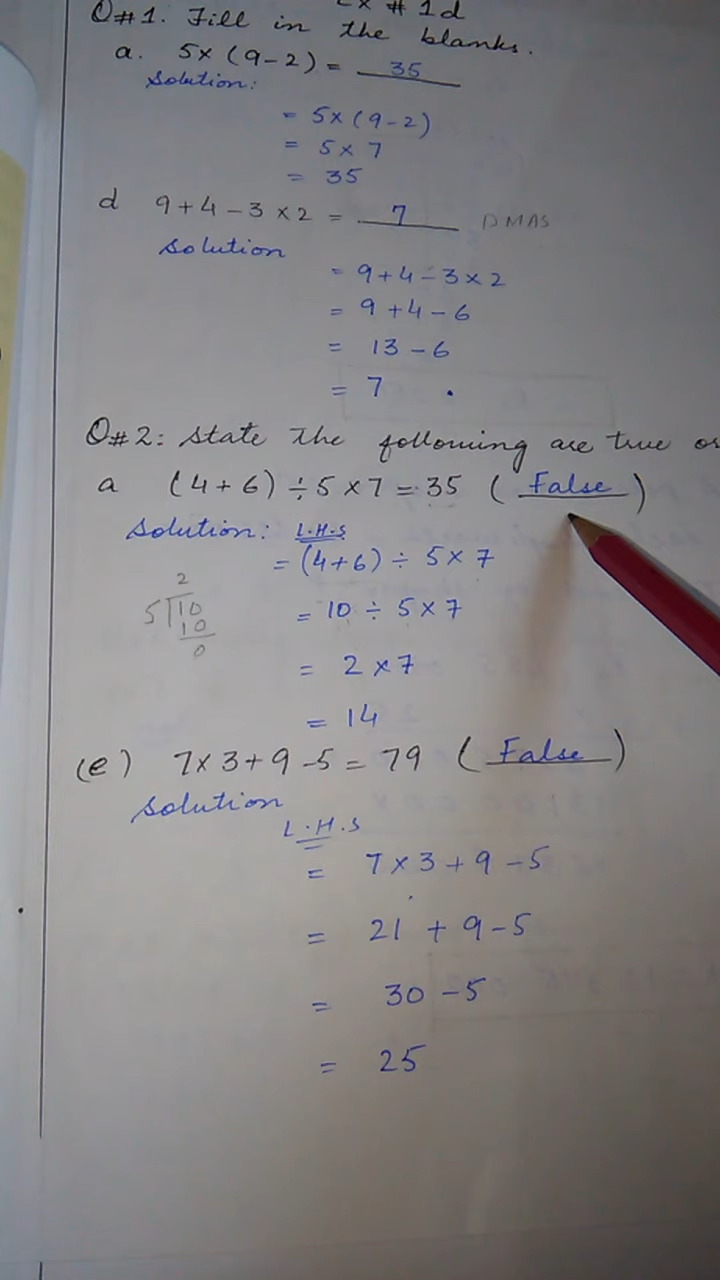 Ex # 1d
Q#1. Fill in the blanks.
a. 5×(9-2) = 35
Solution:
= 5×(9-2)
= 5 × 7
= 35
d 9+4-3×2 = 7 DMAS
Solution
= 9+4-3×2
= 9+4-6
= 13-6
= 7
Q#2: State the following are true or
a (4+6)÷5×7=35 (False)
Solution: L.H.S
= (4+6) ÷ 5×7
2
5 10
10
0
= 10 ÷ 5×7
= 2×7
= 14
(e) 7×3+9-5=79 (False)
Solution
L.H.S
= 7×3+9-5
= 21+9-5
= 30-5
= 25